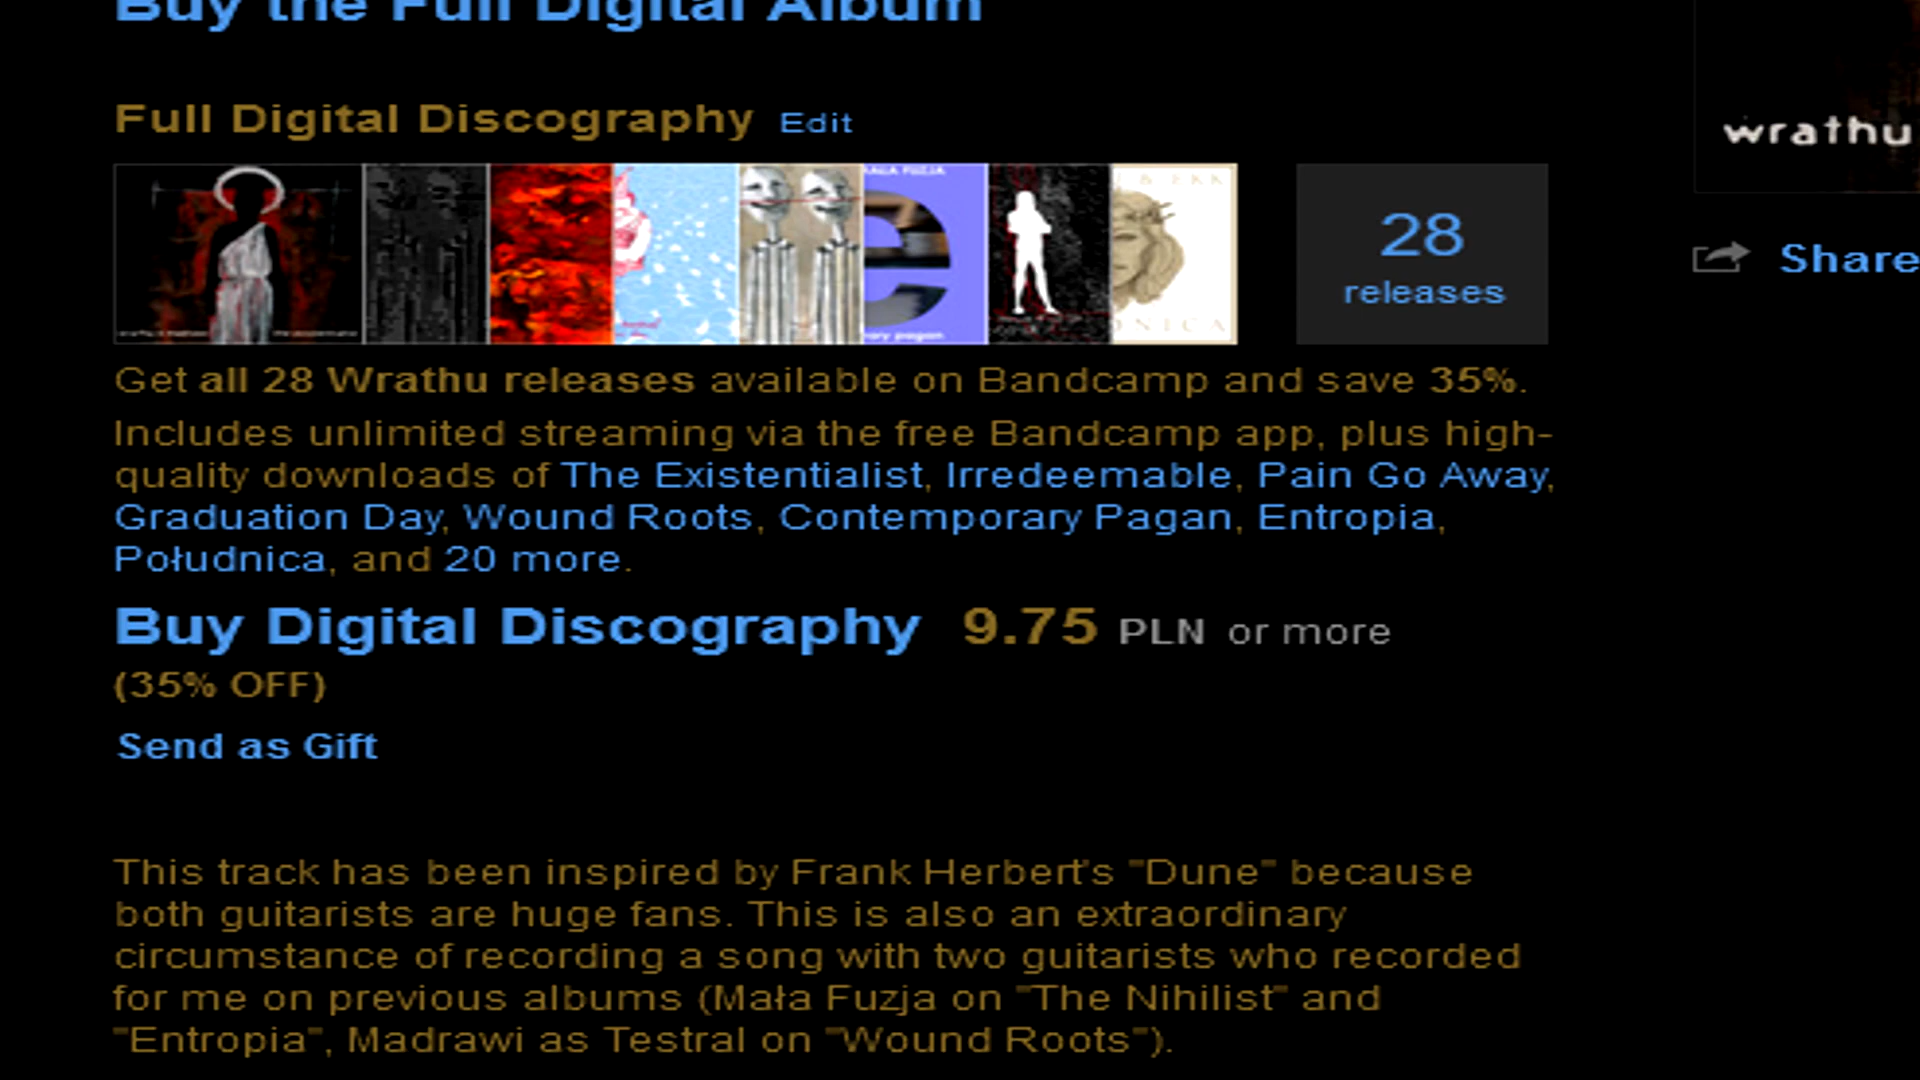 Buy the Full Digital Album
Full Digital Discography Edit
wrathu
28
releases
Share
Get all 28 Wrathu releases available on Bandcamp and save 35%.
Includes unlimited streaming via the free Bandcamp app, plus high-
quality downloads of The Existentialist, Irredeemable, Pain Go Away,
Graduation Day, Wound Roots, Contemporary Pagan, Entropia,
Południca, and 20 more.
Buy Digital Discography 9.75 PLN or more
(35% OFF)
Send as Gift
This track has been inspired by Frank Herbert's "Dune" because
both guitarists are huge fans. This is also an extraordinary
circumstance of recording a song with two guitarists who recorded
for me on previous albums (Mała Fuzja on "The Nihilist" and
"Entropia", Madrawi as Testral on "Wound Roots").